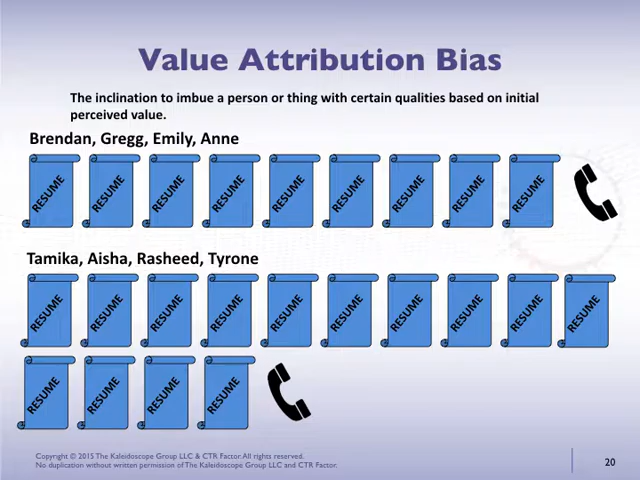 Value Attribution Bias
The inclination to imbue a person or thing with certain qualities based on initial
perceived value.
Brendan, Gregg, Emily, Anne
RESUME RESUME RESUME RESUME RESUME RESUME RESUME RESUME RESUME
Tamika, Aisha, Rasheed, Tyrone
RESUME RESUME RESUME RESUME RESUME RESUME RESUME RESUME RESUME RESUME
RESUME RESUME RESUME RESUME
Copyright © 2015 The Kaleidoscope Group LLC & CTR Factor. All rights reserved.
No duplication without written permission of The Kaleidoscope Group LLC and CTR Factor.
20